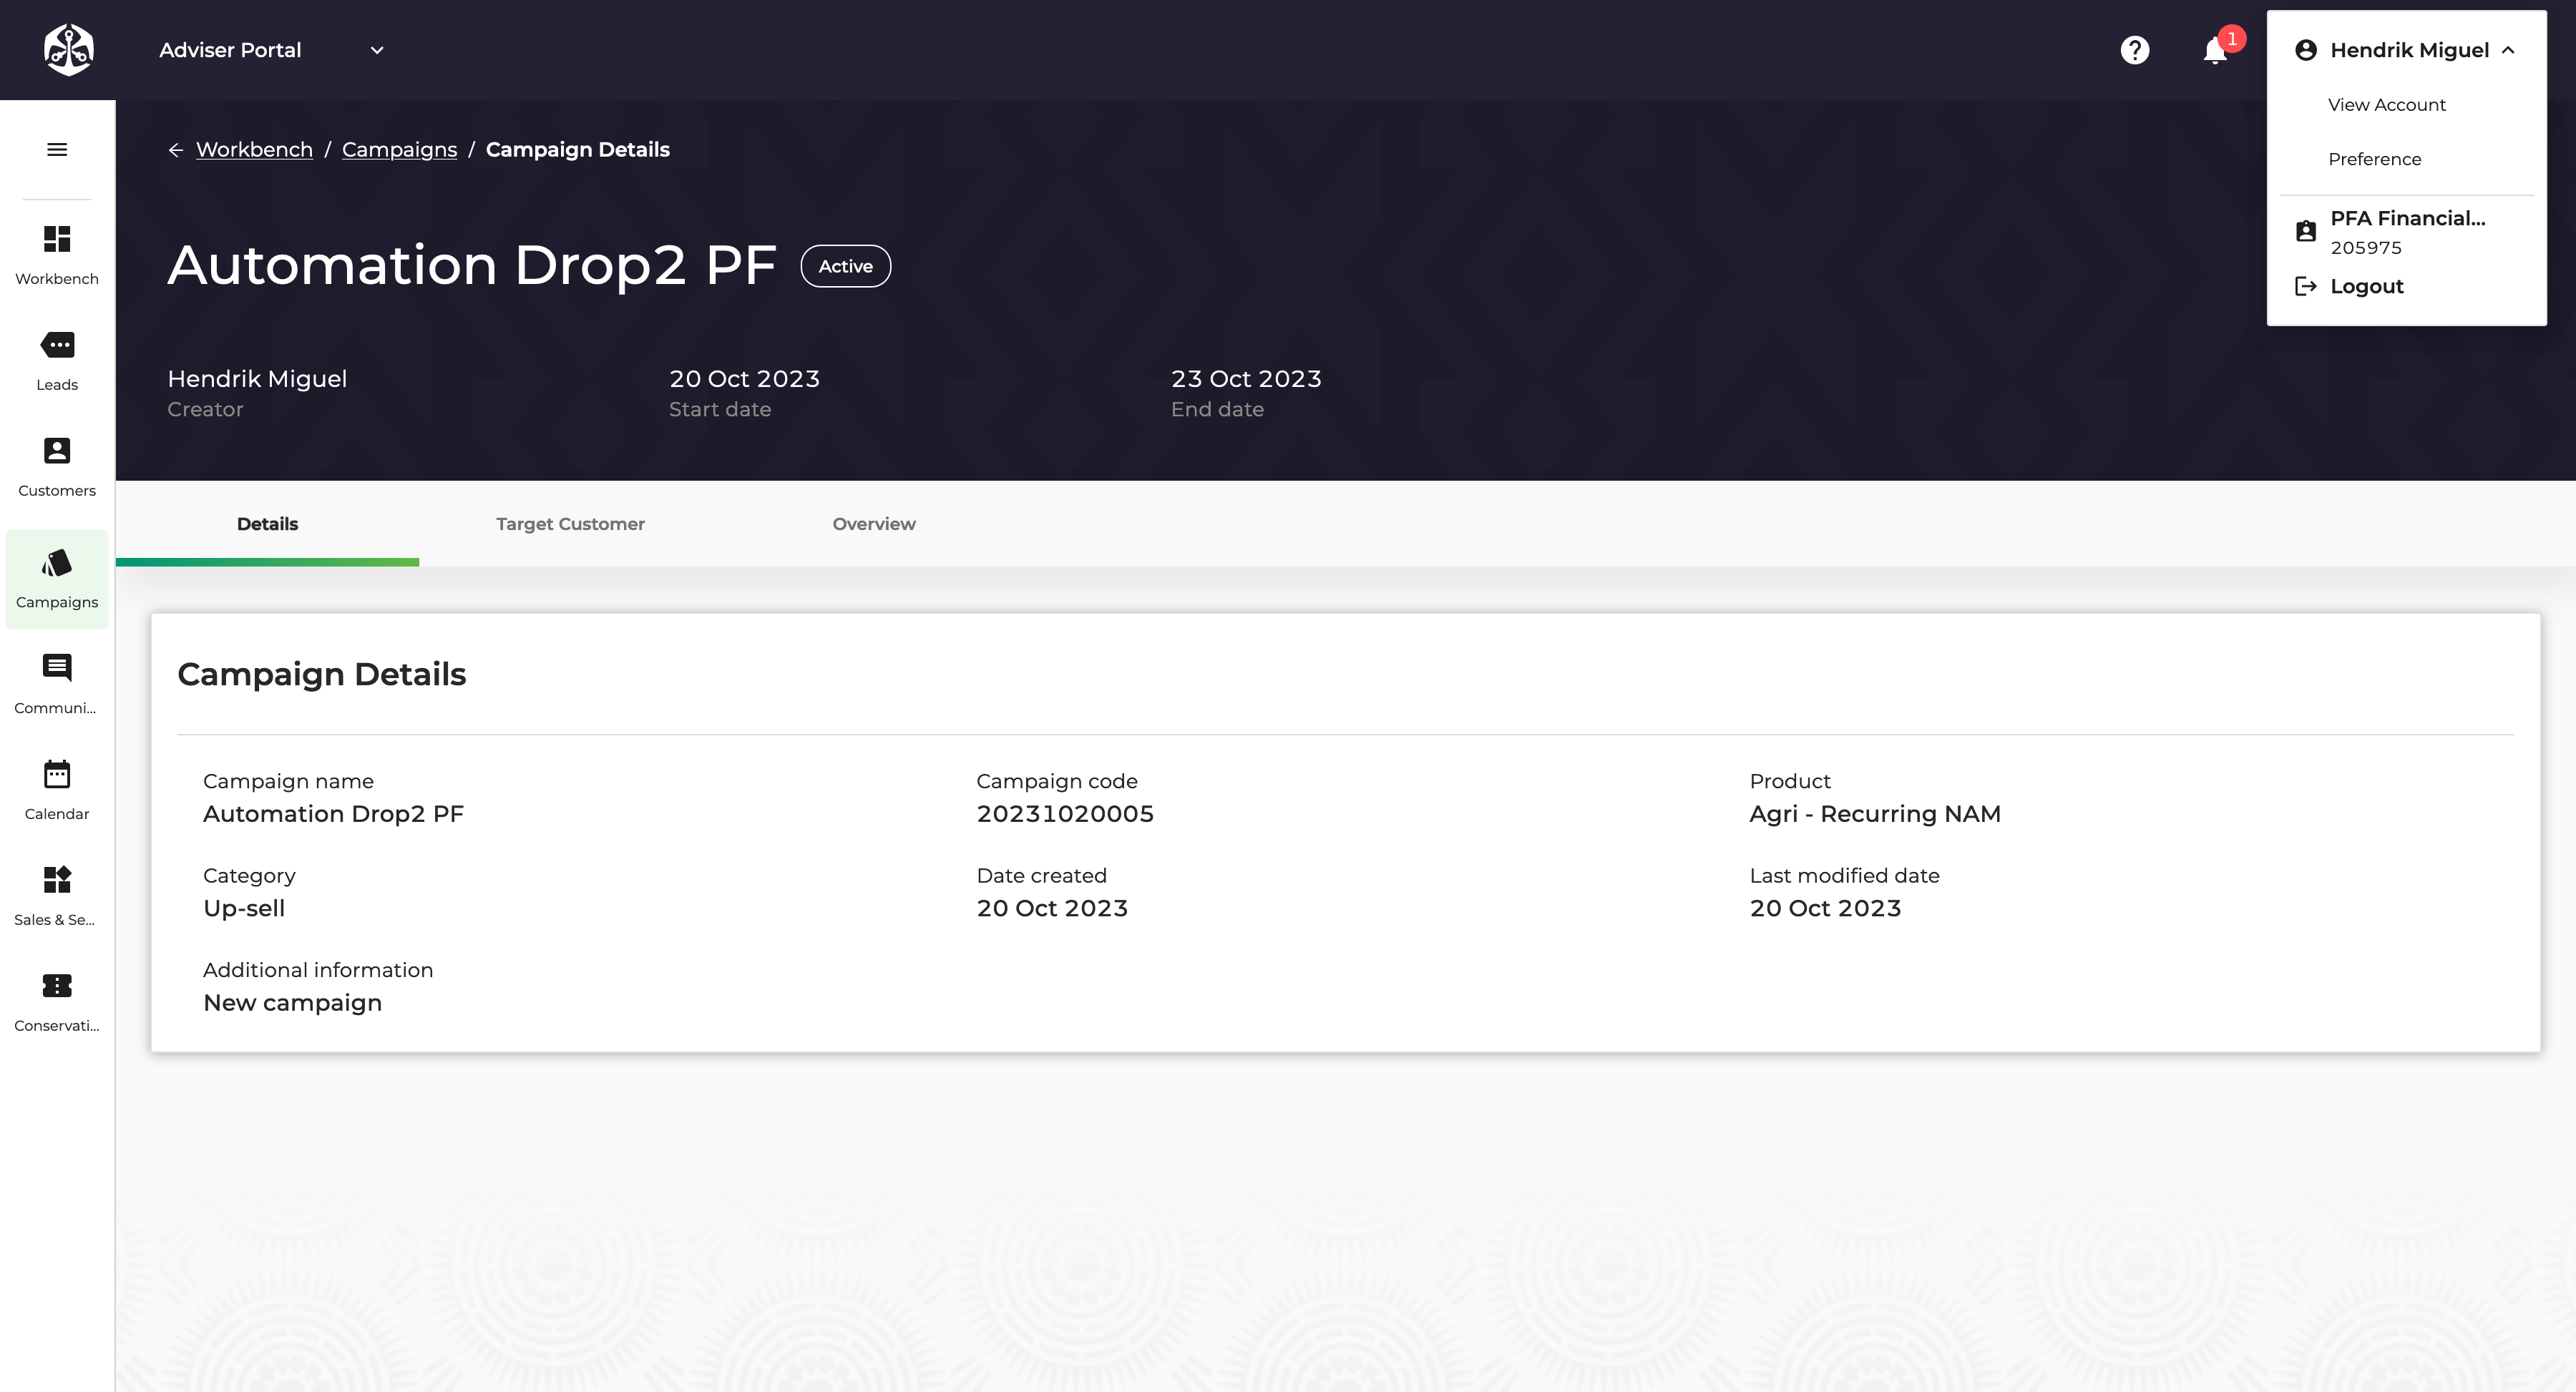 Adviser Portal
1
Hendrik Miguel
View Account
Preference
PFA Financial...
205975
Logout
Workbench / Campaigns / Campaign Details
Automation Drop2 PF
Active
Hendrik Miguel
Creator
20 Oct 2023
Start date
23 Oct 2023
End date
Workbench
Leads
Customers
Campaigns
Communi...
Calendar
Sales & Se...
Conservati...
Details
Target Customer
Overview
Campaign Details
Campaign name
Automation Drop2 PF
Campaign code
20231020005
Product
Agri - Recurring NAM
Category
Up-sell
Date created
20 Oct 2023
Last modified date
20 Oct 2023
Additional information
New campaign